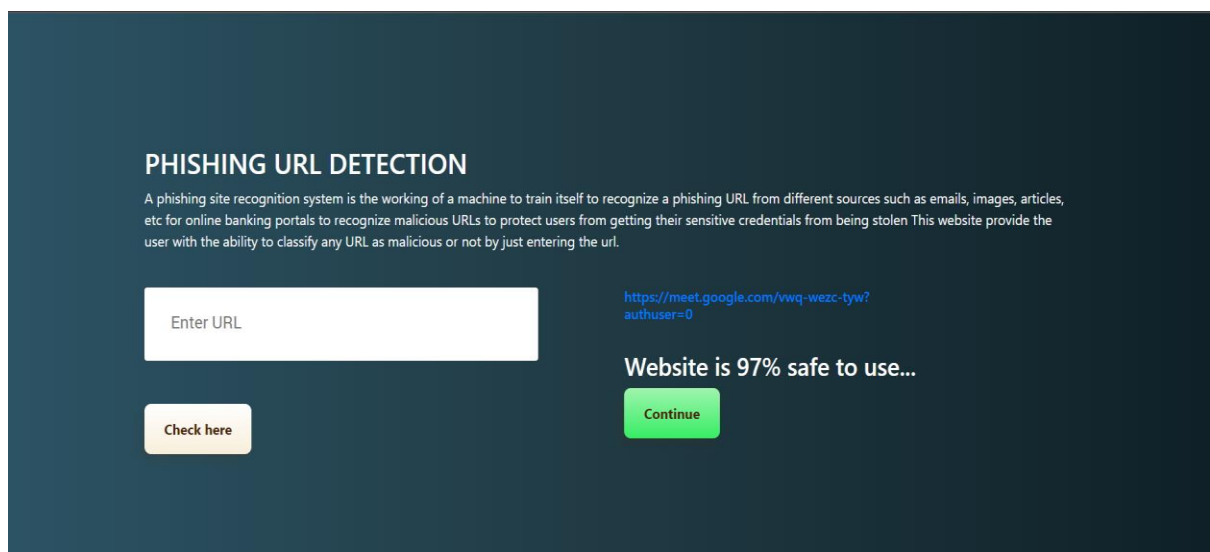 PHISHING URL DETECTION
A phishing site recognition system is the working of a machine to train itself to recognize a phishing URL from different sources such as emails, images, articles,
etc for online banking portals to recognize malicious URLs to protect users from getting their sensitive credentials from being stolen This website provide the
user with the ability to classify any URL as malicious or not by just entering the url.
Enter URL
Check here
https://meet.google.com/vwq-wezc-tyw?
authuser=0
Website is 97% safe to use...
Continue